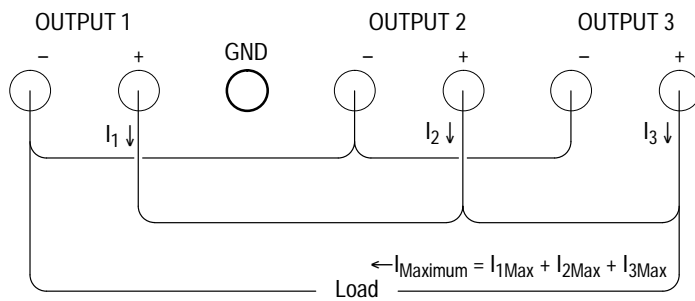 OUTPUT 1 OUTPUT 2 OUTPUT 3
GND
− + − + − +
I1 ↓ I2 ↓ I3 ↓
←IMaximum = I1Max + I2Max + I3Max
Load